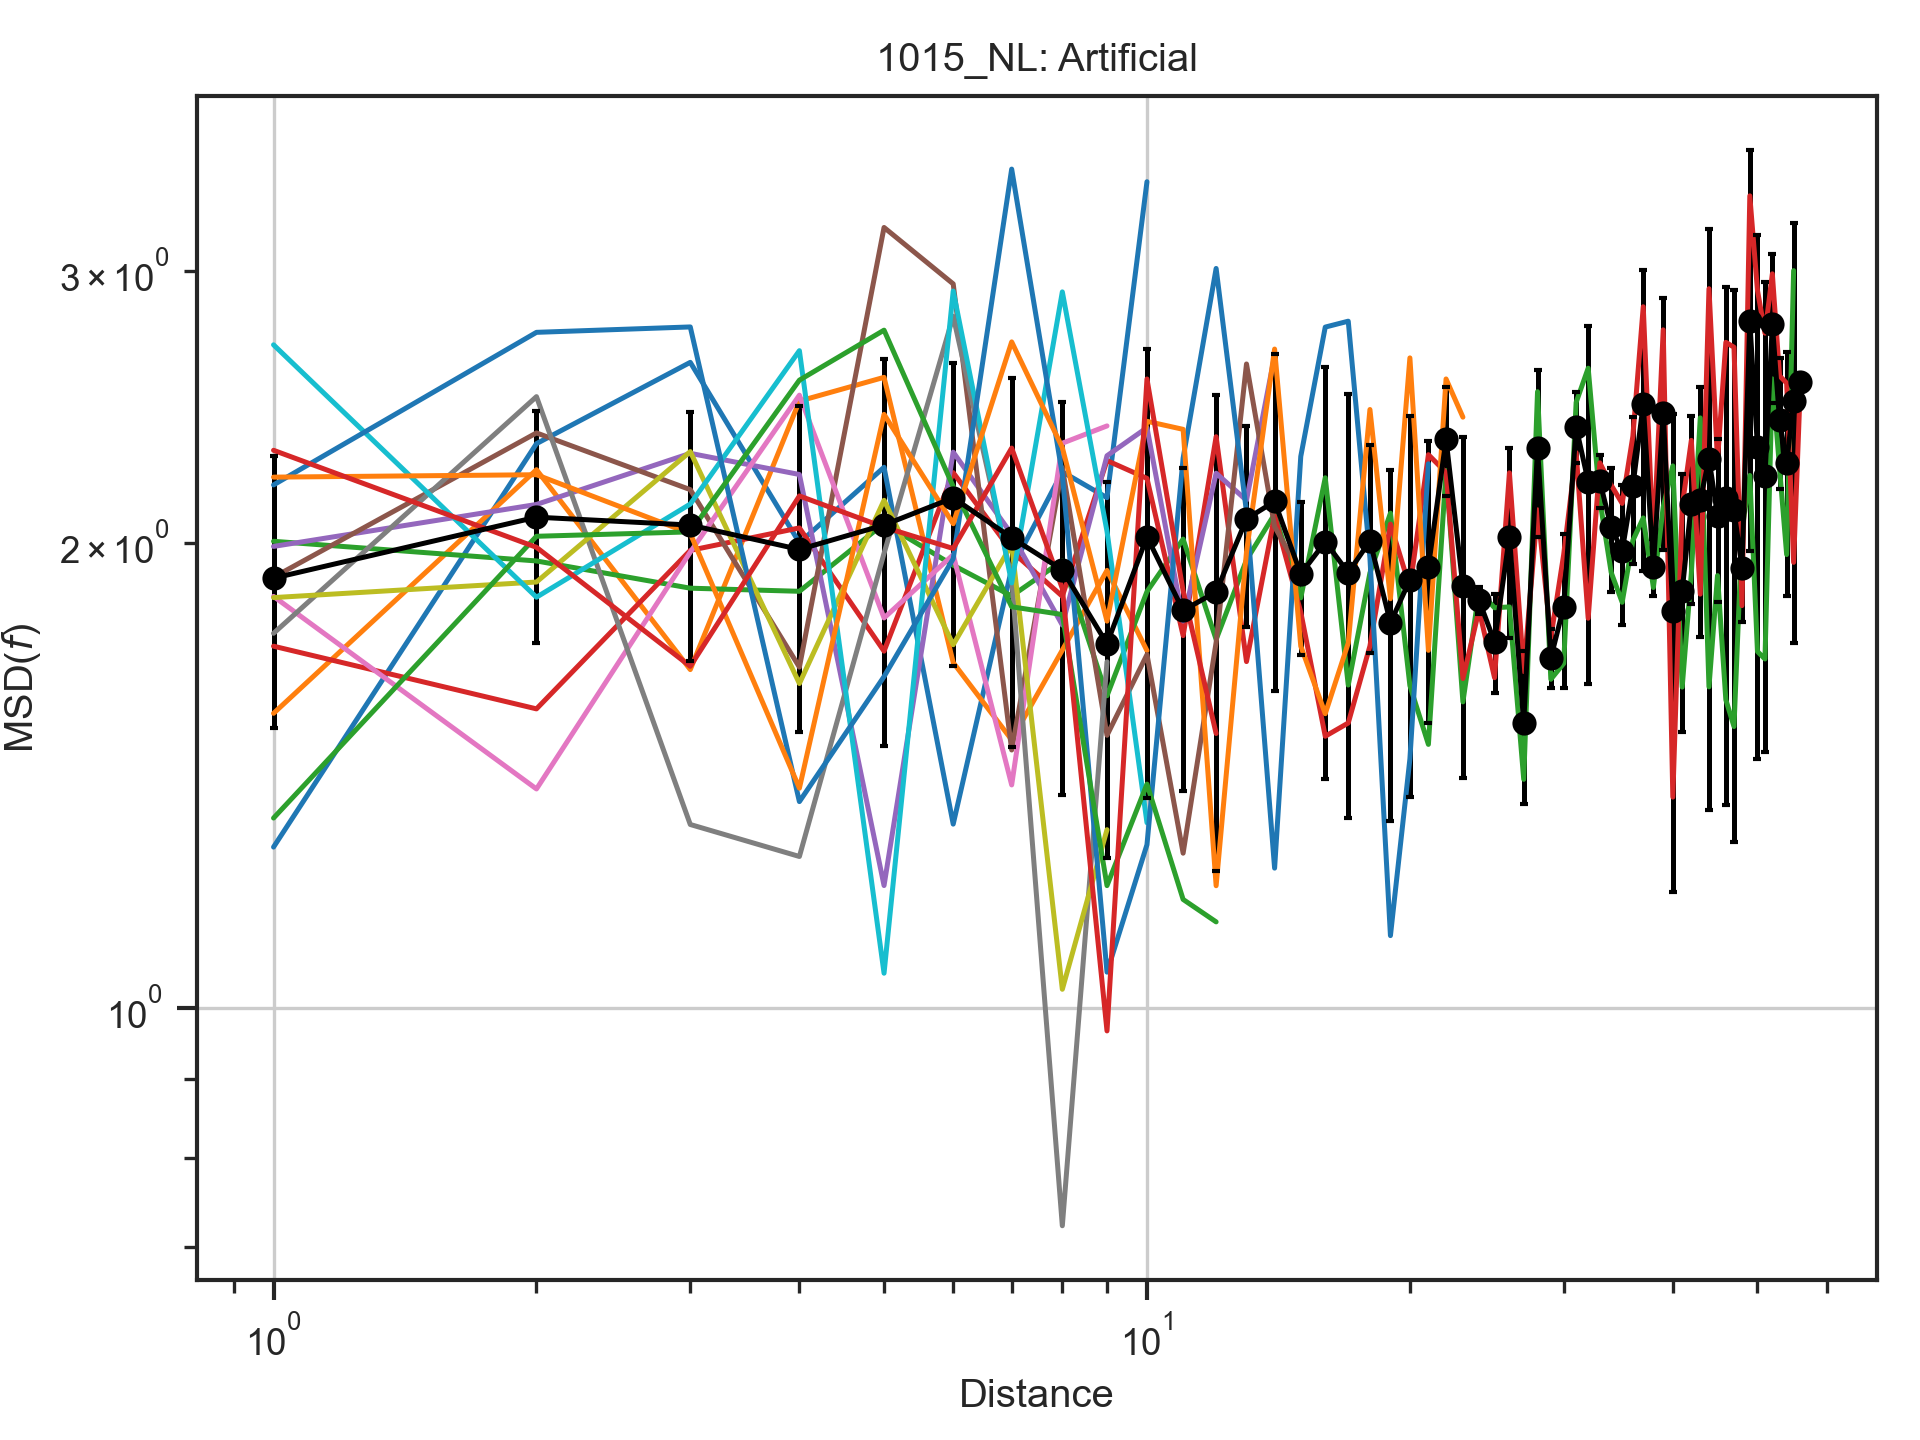 1015_NL: Artificial
3 × 10⁰
2 × 10⁰
10⁰
MSD(f)
10⁰ 10¹
Distance